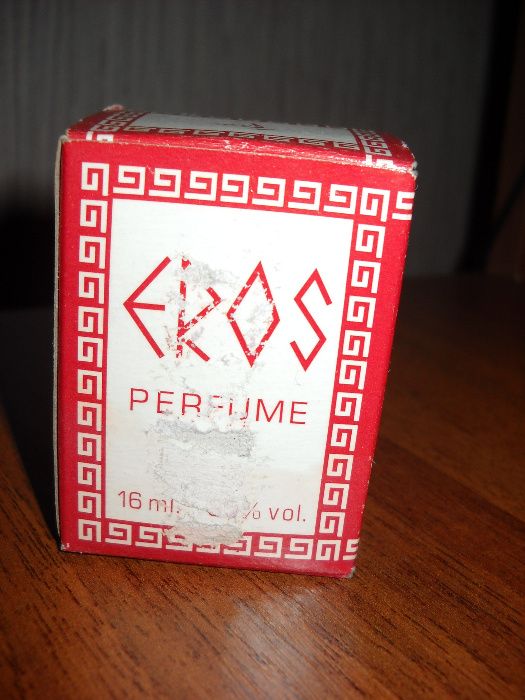 EROS
PERFUME
16 ml. % vol.